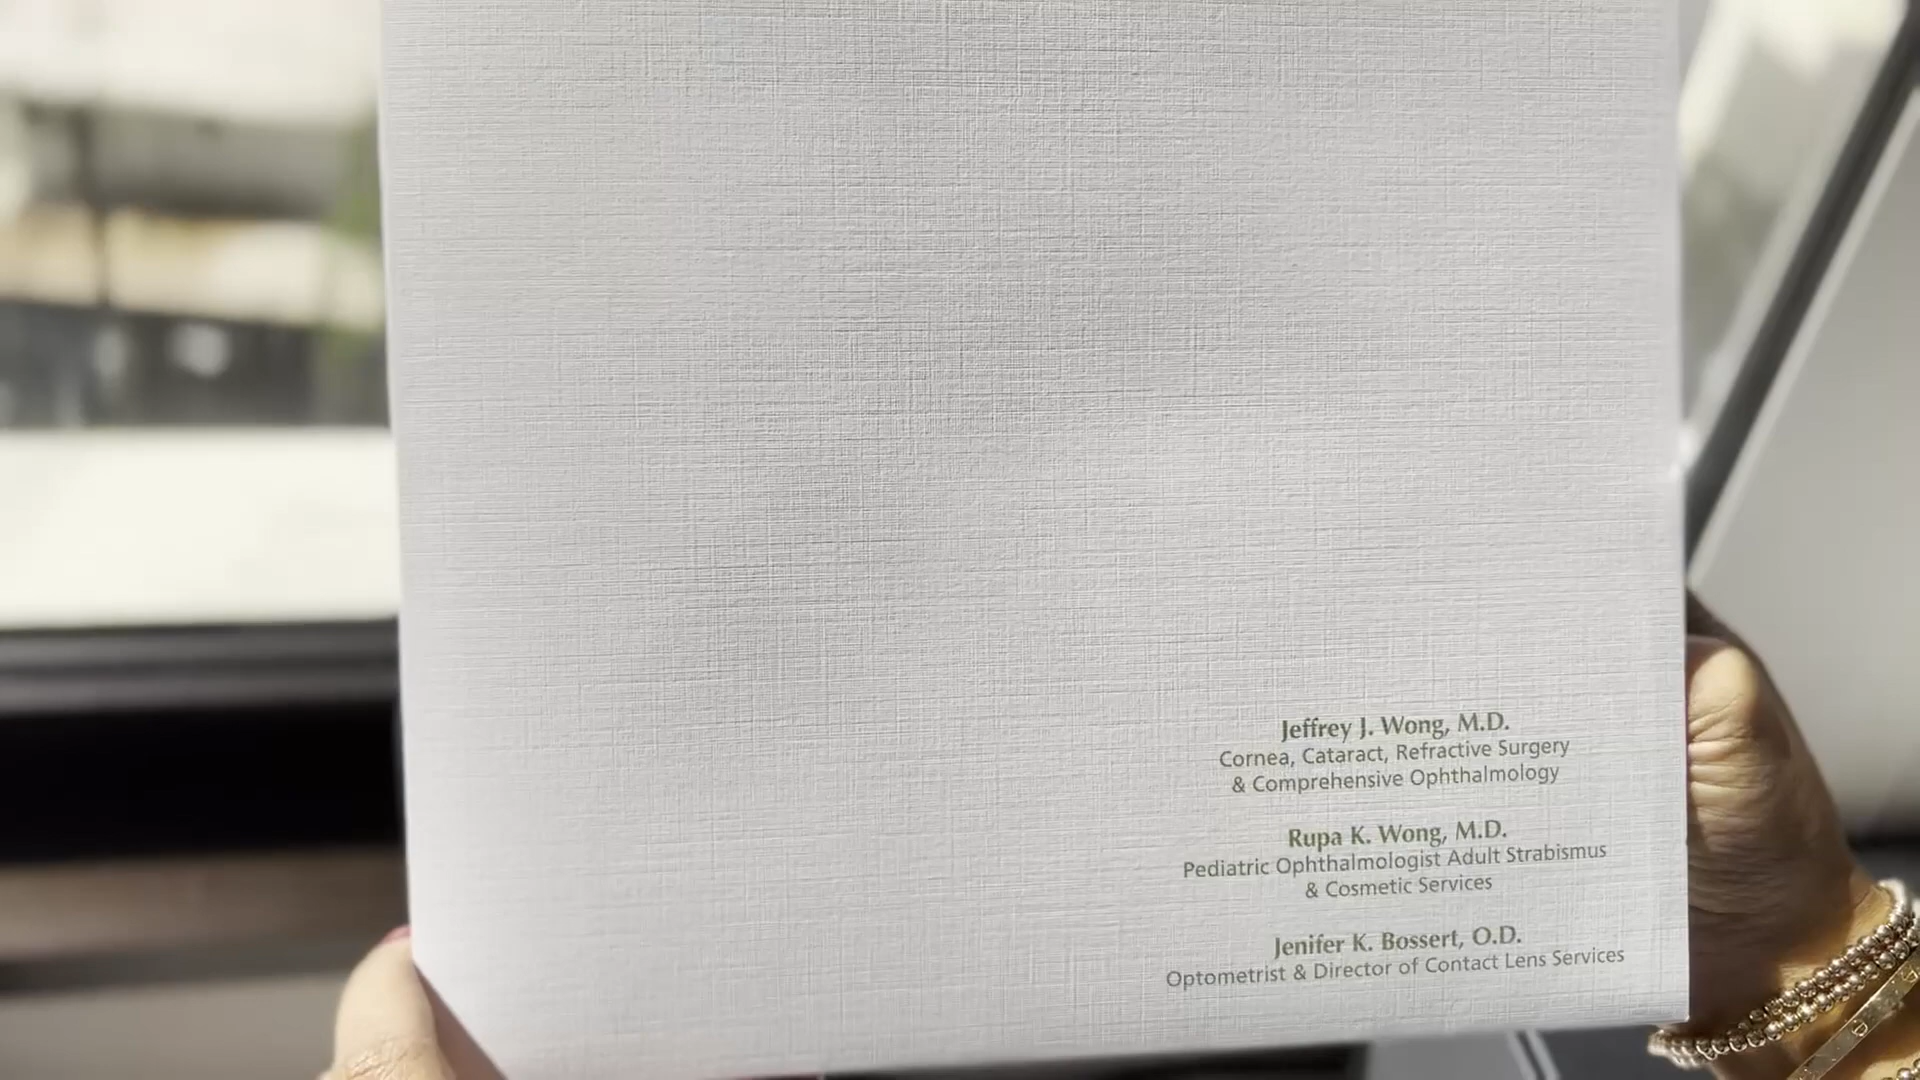 Jeffrey J. Wong, M.D.
Cornea, Cataract, Refractive Surgery
& Comprehensive Ophthalmology
Rupa K. Wong, M.D.
Pediatric Ophthalmologist Adult Strabismus
& Cosmetic Services
Jenifer K. Bossert, O.D.
Optometrist & Director of Contact Lens Services